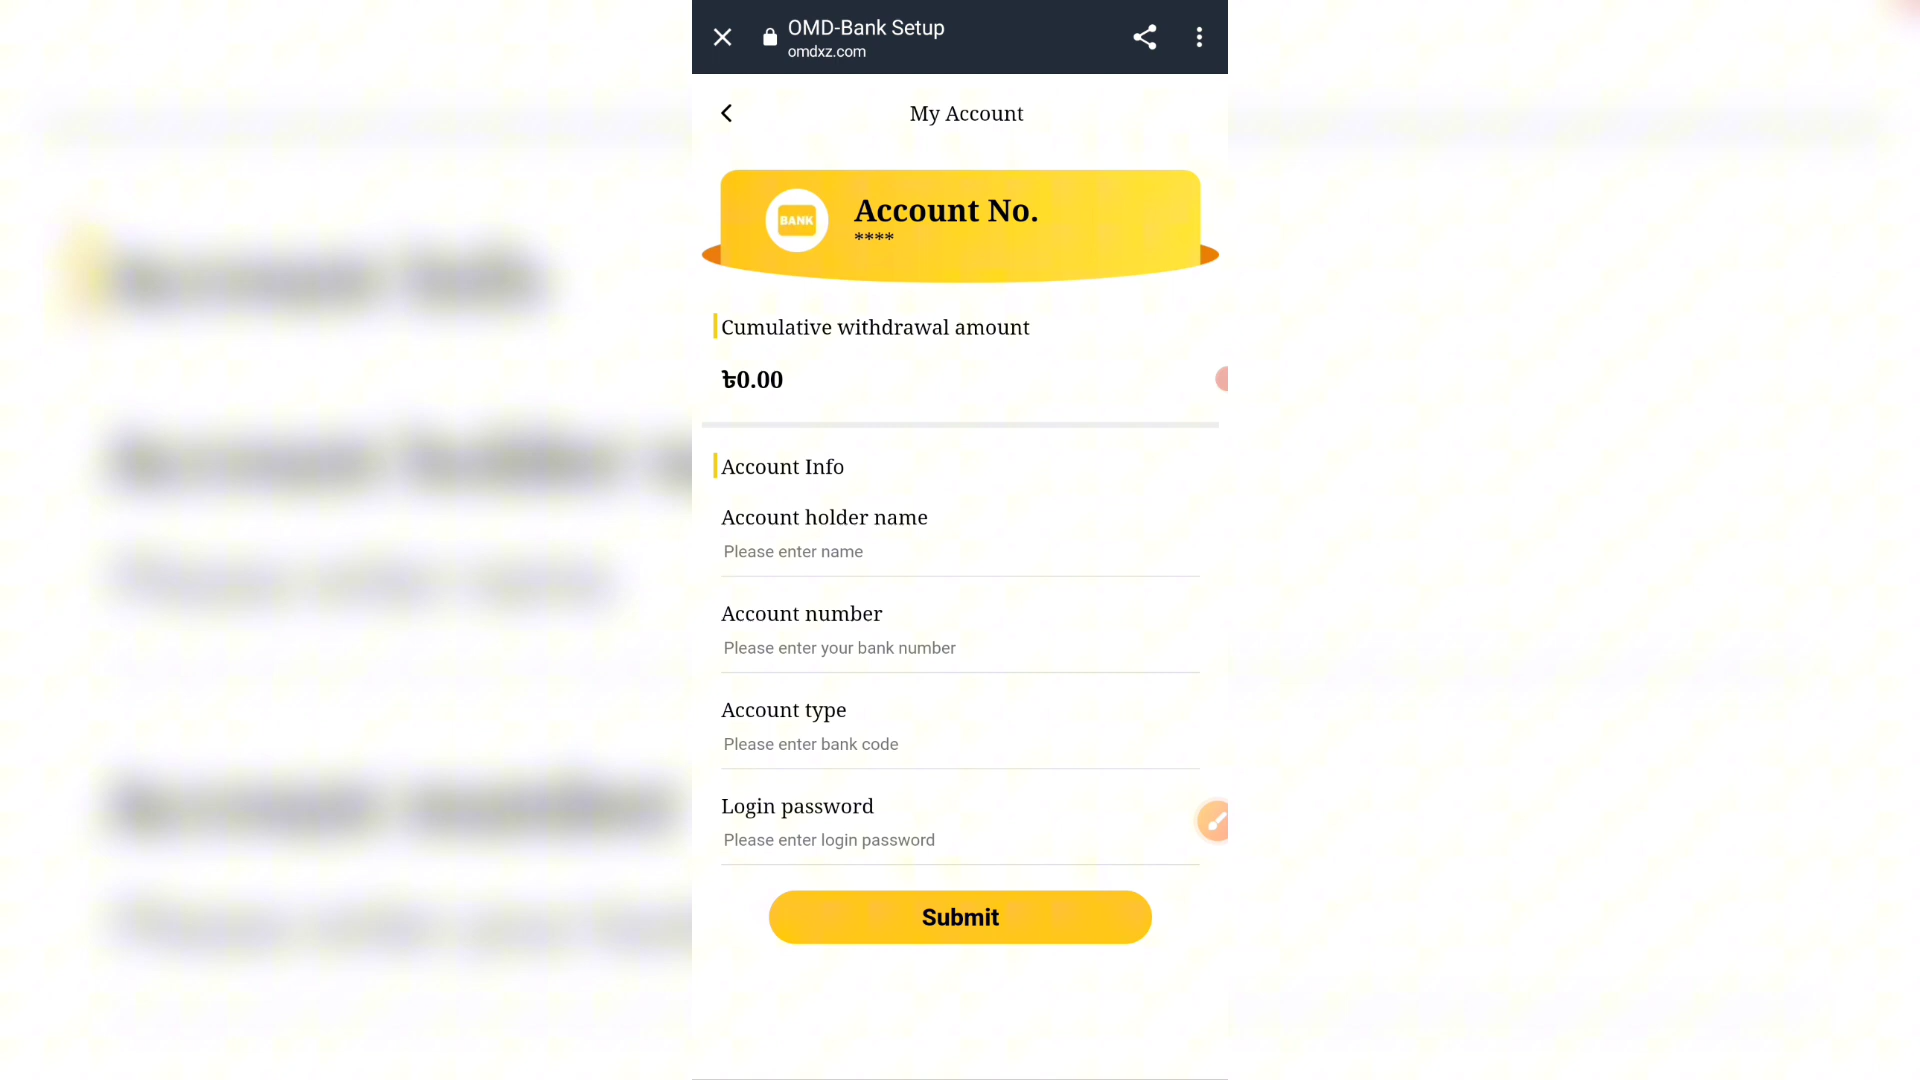 OMD-Bank Setup
omdxz.com
My Account
BANK
Account No.
****
Cumulative withdrawal amount
৳0.00
Account Info
Account holder name
Please enter name
Account number
Please enter your bank number
Account type
Please enter bank code
Login password
Please enter login password
Submit